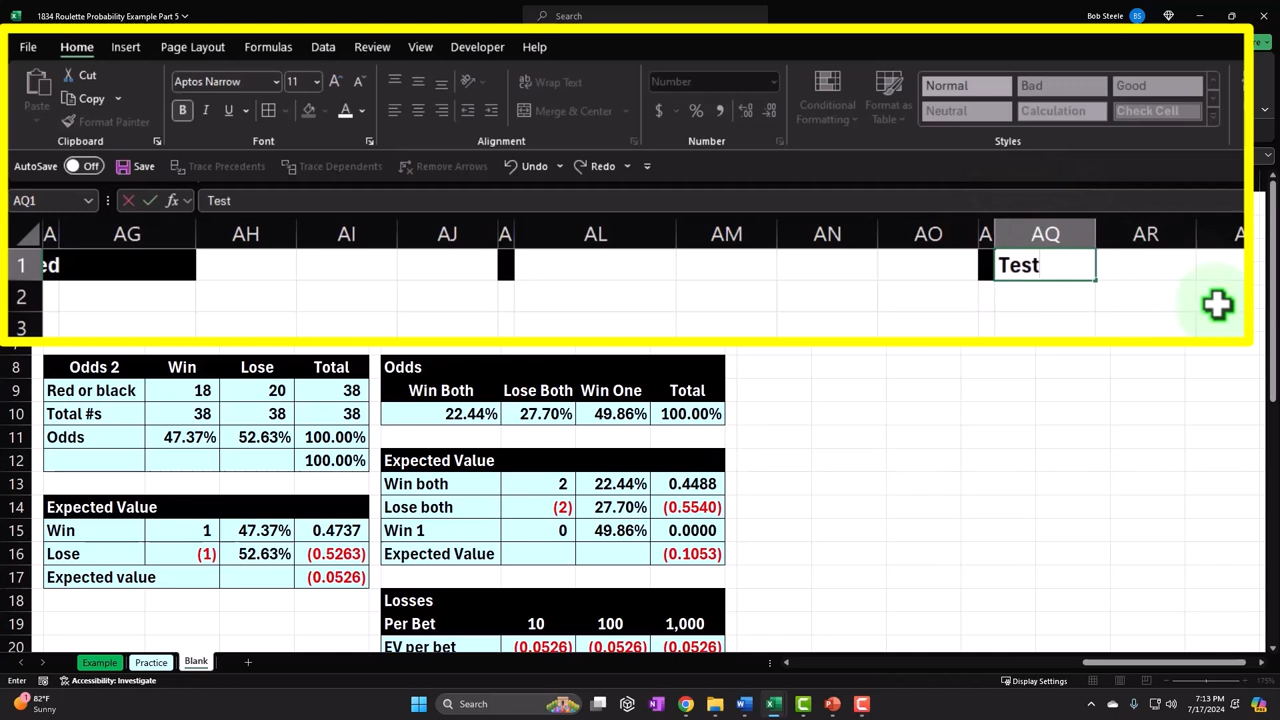 1834 Roulette Probability Example Part 5
Search
Bob Steele BS
File Home Insert Page Layout Formulas Data Review View Developer Help
Paste Cut Copy Format Painter
Aptos Narrow 11
Wrap Text
Merge & Center
Number
Conditional Formatting
Format as Table
Normal Bad Good
Neutral Calculation Check Cell
Clipboard Font Alignment Number Styles
AutoSave Off Save Trace Precedents Trace Dependents Remove Arrows Undo Redo
AQ1 fx Test
A AG AH AI AJ A AL AM AN AO A AQ AR A
1 ed Test
2
3
8 Odds 2 Win Lose Total Odds
9 Red or black 18 20 38 Win Both Lose Both Win One Total
10 Total #s 38 38 38 22.44% 27.70% 49.86% 100.00%
11 Odds 47.37% 52.63% 100.00%
12 100.00% Expected Value
13 Win both 2 22.44% 0.4488
14 Expected Value Lose both (2) 27.70% (0.5540)
15 Win 1 47.37% 0.4737 Win 1 0 49.86% 0.0000
16 Lose (1) 52.63% (0.5263) Expected Value (0.1053)
17 Expected value (0.0526)
18 Losses
19 Per Bet 10 100 1,000
20 EV per bet (0.0526) (0.0526) (0.0526)
Example Practice Blank
Enter Accessibility: Investigate Display Settings 175%
82°F
Sunny
Search
7:13 PM
7/17/2024